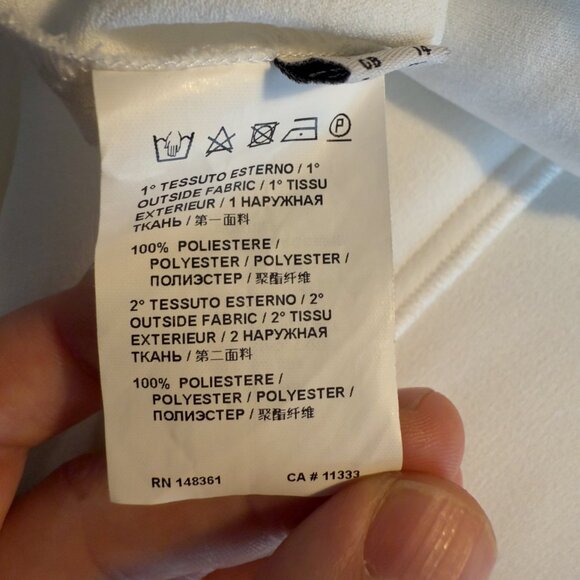 GB 14
P
1° TESSUTO ESTERNO / 1°
OUTSIDE FABRIC / 1° TISSU
EXTERIEUR / 1 НАРУЖНАЯ
ТКАНЬ / 第一面料
100% POLIESTERE /
POLYESTER / POLYESTER /
ПОЛИЭСТЕР / 聚酯纤维
2° TESSUTO ESTERNO / 2°
OUTSIDE FABRIC / 2° TISSU
EXTERIEUR / 2 НАРУЖНАЯ
ТКАНЬ / 第二面料
100% POLIESTERE /
POLYESTER / POLYESTER /
ПОЛИЭСТЕР / 聚酯纤维
RN 148361 CA # 11333